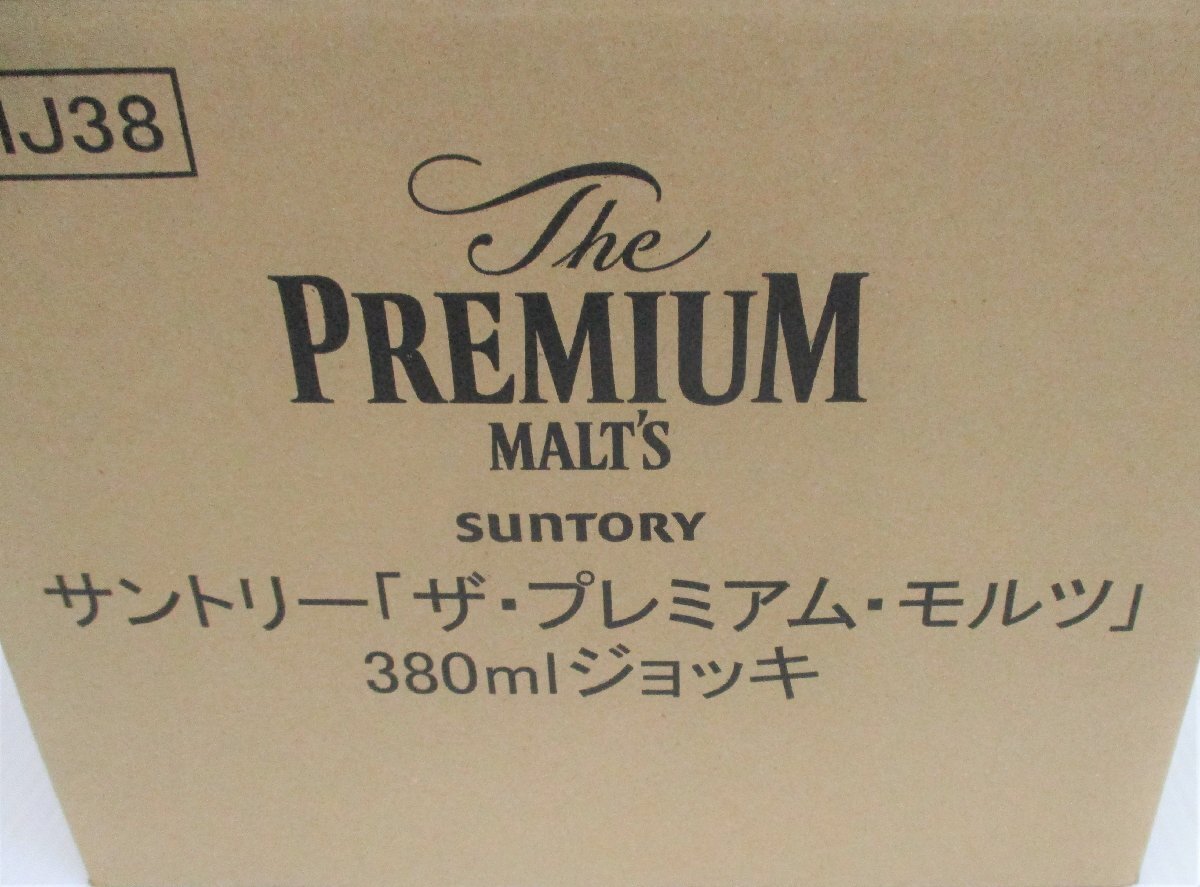 J38
The
PREMIUM
MALT'S
SUNTORY
サントリー「ザ・プレミアム・モルツ」
380mlジョッキ